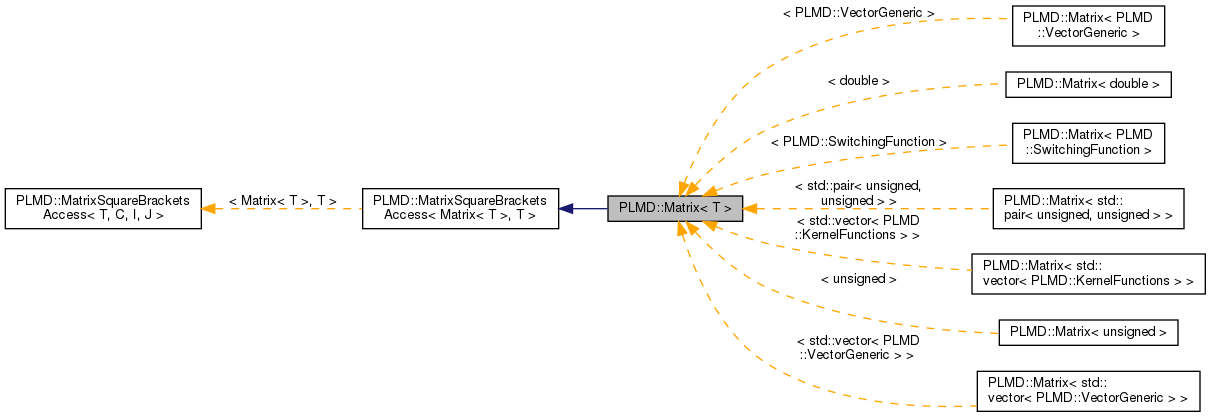 PLMD::MatrixSquareBrackets
Access< T, C, I, J >
< Matrix< T >, T >
PLMD::MatrixSquareBrackets
Access< Matrix< T >, T >
PLMD::Matrix< T >
< PLMD::VectorGeneric >
PLMD::Matrix< PLMD
::VectorGeneric >
< double >
PLMD::Matrix< double >
< PLMD::SwitchingFunction >
PLMD::Matrix< PLMD
::SwitchingFunction >
< std::pair< unsigned,
unsigned > >
PLMD::Matrix< std::
pair< unsigned, unsigned > >
< std::vector< PLMD
::KernelFunctions > >
PLMD::Matrix< std::
vector< PLMD::KernelFunctions > >
< unsigned >
PLMD::Matrix< unsigned >
< std::vector< PLMD
::VectorGeneric > >
PLMD::Matrix< std::
vector< PLMD::VectorGeneric > >